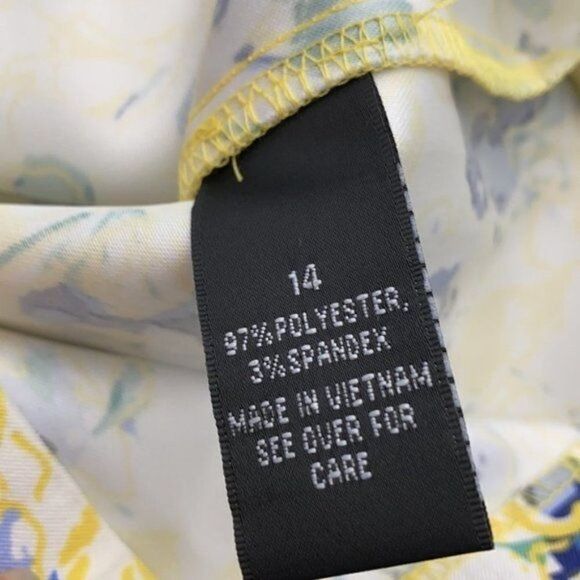 14
97% POLYESTER,
3% SPANDEX
MADE IN VIETNAM
SEE OVER FOR
CARE